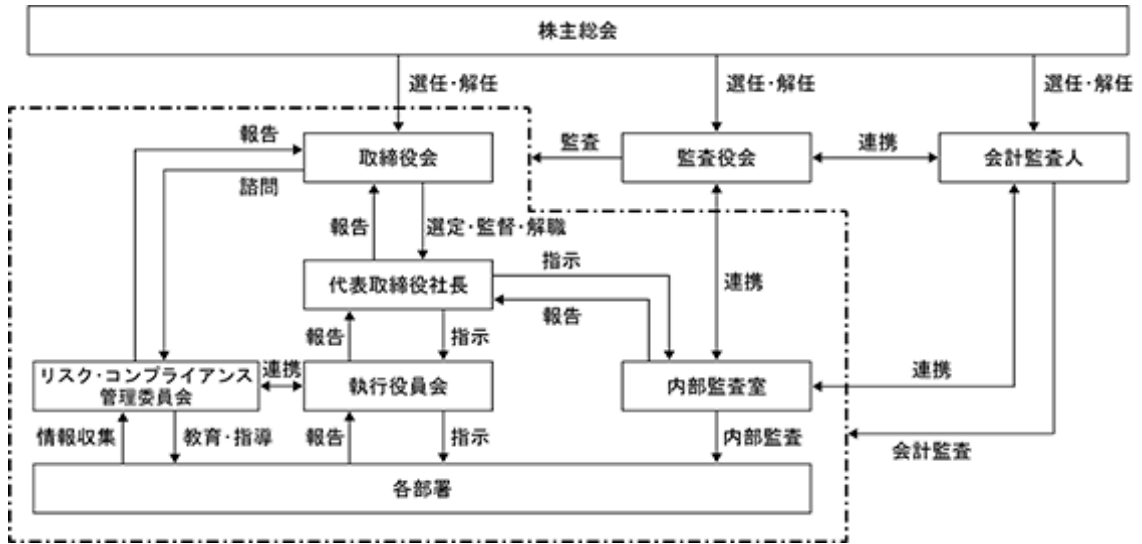 株主総会
選任・解任
選任・解任
選任・解任
報告
取締役会
監査
監査役会
連携
会計監査人
諮問
報告
選定・監督・解職
指示
代表取締役社長
連携
報告
報告
指示
リスク・コンプライアンス
管理委員会
連携
執行役員会
内部監査室
連携
情報収集
教育・指導
報告
指示
内部監査
会計監査
各部署